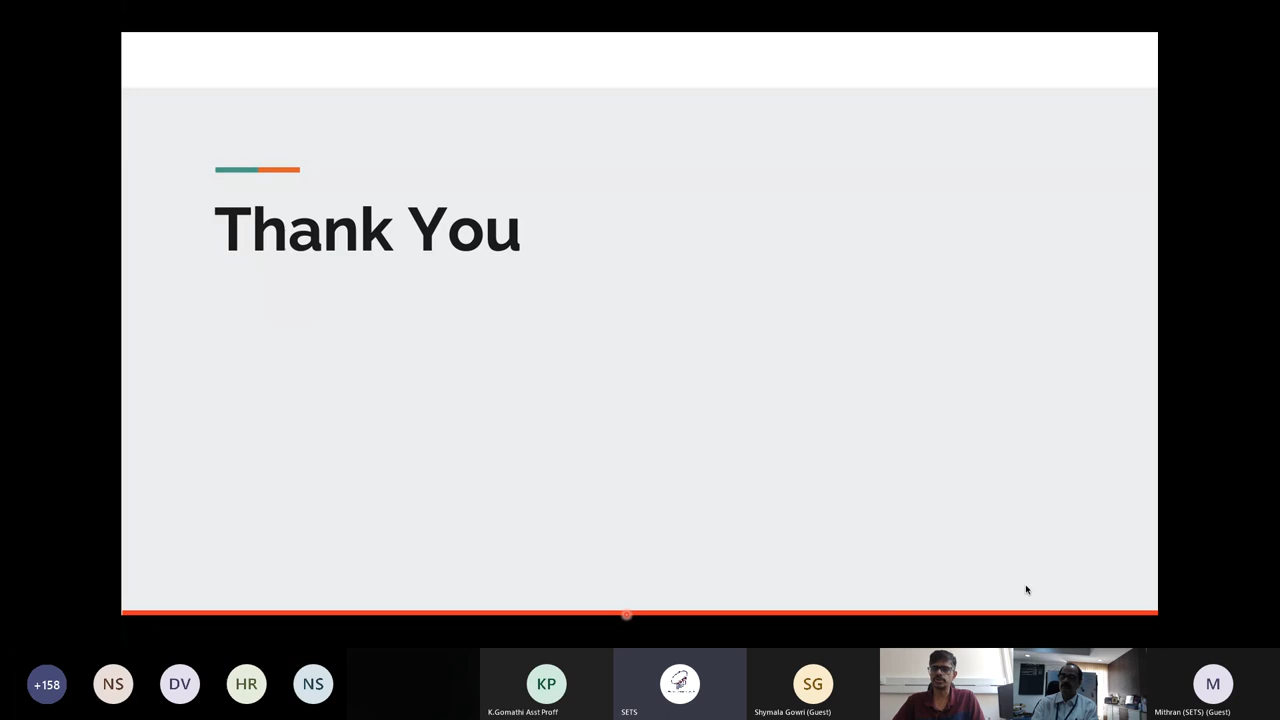 Thank You
+158
NS
DV
HR
NS
KP
K.Gomathi Asst Proff
SETS
SG
Shymala Gowri (Guest)
M
Mithran (SETS) (Guest)